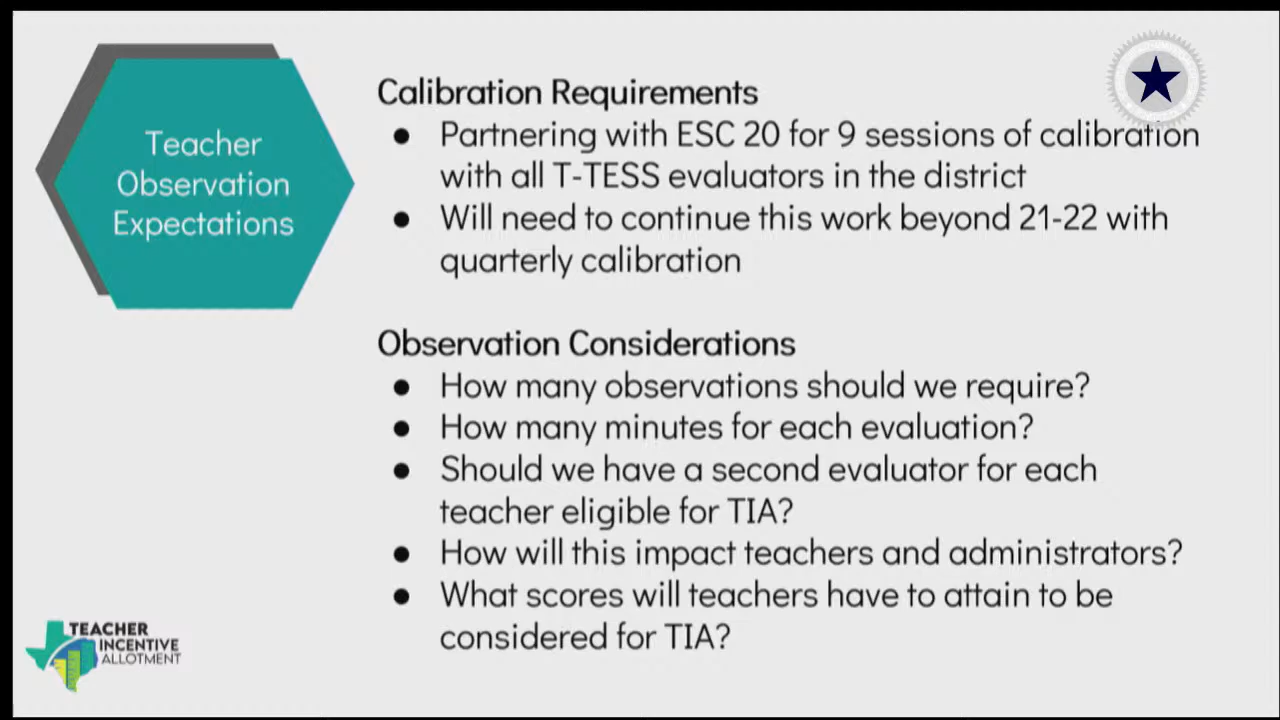 Teacher
Observation
Expectations
Calibration Requirements
● Partnering with ESC 20 for 9 sessions of calibration
with all T-TESS evaluators in the district
● Will need to continue this work beyond 21-22 with
quarterly calibration
Observation Considerations
● How many observations should we require?
● How many minutes for each evaluation?
● Should we have a second evaluator for each
teacher eligible for TIA?
● How will this impact teachers and administrators?
● What scores will teachers have to attain to be
considered for TIA?
TEACHER
INCENTIVE
ALLOTMENT